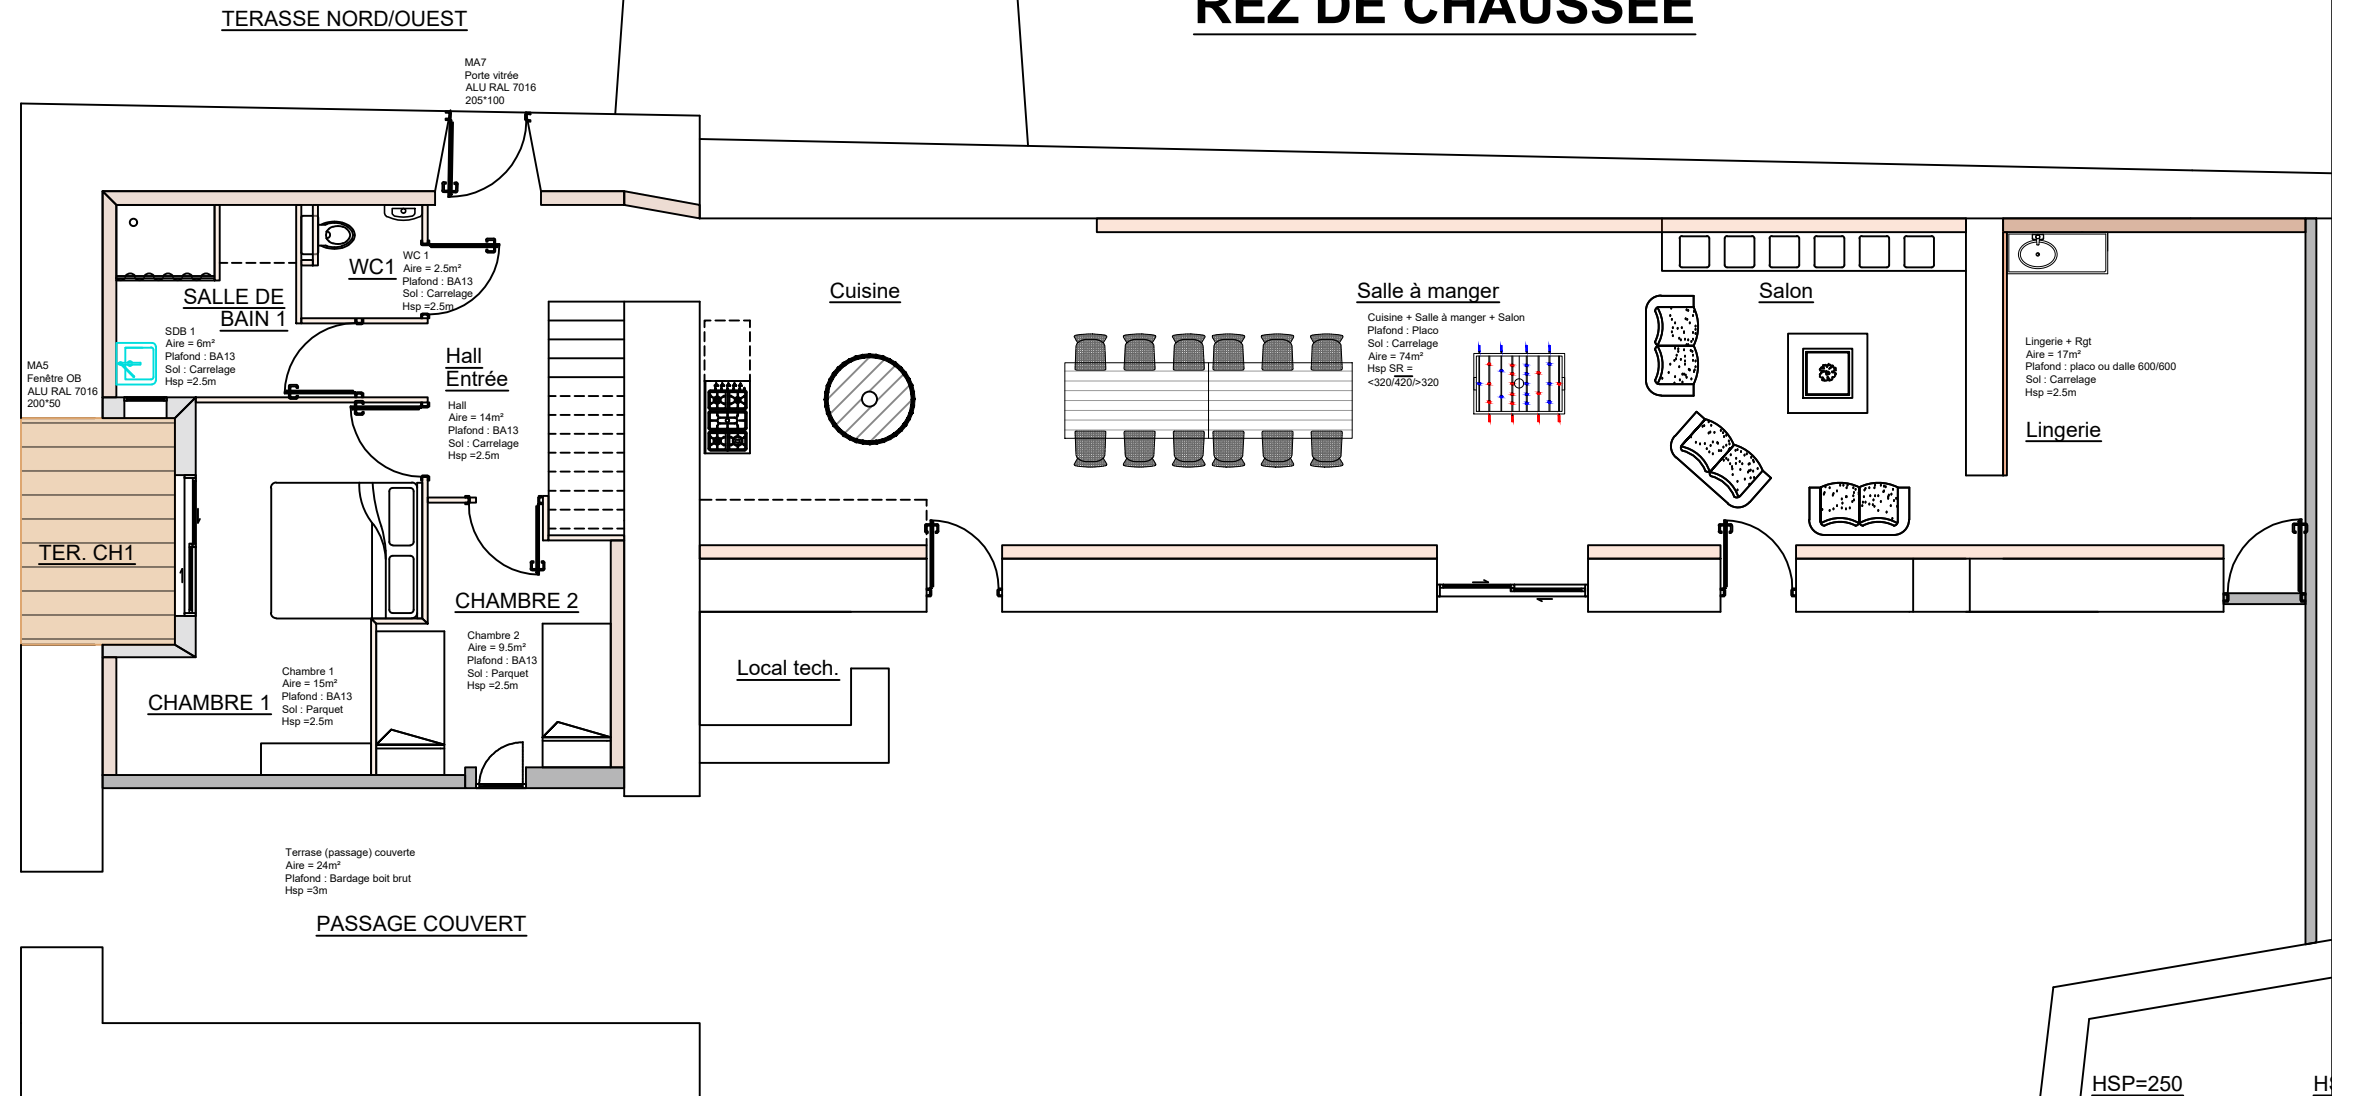 TERASSE NORD/OUEST
REZ DE CHAUSSEE
MA7
Porte vitrée
ALU RAL 7016
205*100
WC1
WC 1
Aire = 2.5m²
Plafond : BA13
Sol : Carrelage
Hsp =2.5m
SALLE DE
BAIN 1
SDB 1
Aire = 6m²
Plafond : BA13
Sol : Carrelage
Hsp =2.5m
MA5
Fenêtre OB
ALU RAL 7016
200*50
Hall
Entrée
Hall
Aire = 14m²
Plafond : BA13
Sol : Carrelage
Hsp =2.5m
Cuisine
Salle à manger
Cuisine + Salle à manger + Salon
Plafond : Placo
Sol : Carrelage
Aire = 74m²
Hsp SR =
<320/420/>320
Salon
Lingerie + Rgt
Aire = 17m²
Plafond : placo ou dalle 600/600
Sol : Carrelage
Hsp =2.5m
Lingerie
TER. CH1
CHAMBRE 2
Chambre 2
Aire = 9.5m²
Plafond : BA13
Sol : Parquet
Hsp =2.5m
CHAMBRE 1
Chambre 1
Aire = 15m²
Plafond : BA13
Sol : Parquet
Hsp =2.5m
Local tech.
Terrase (passage) couverte
Aire = 24m²
Plafond : Bardage boit brut
Hsp =3m
PASSAGE COUVERT
HSP=250